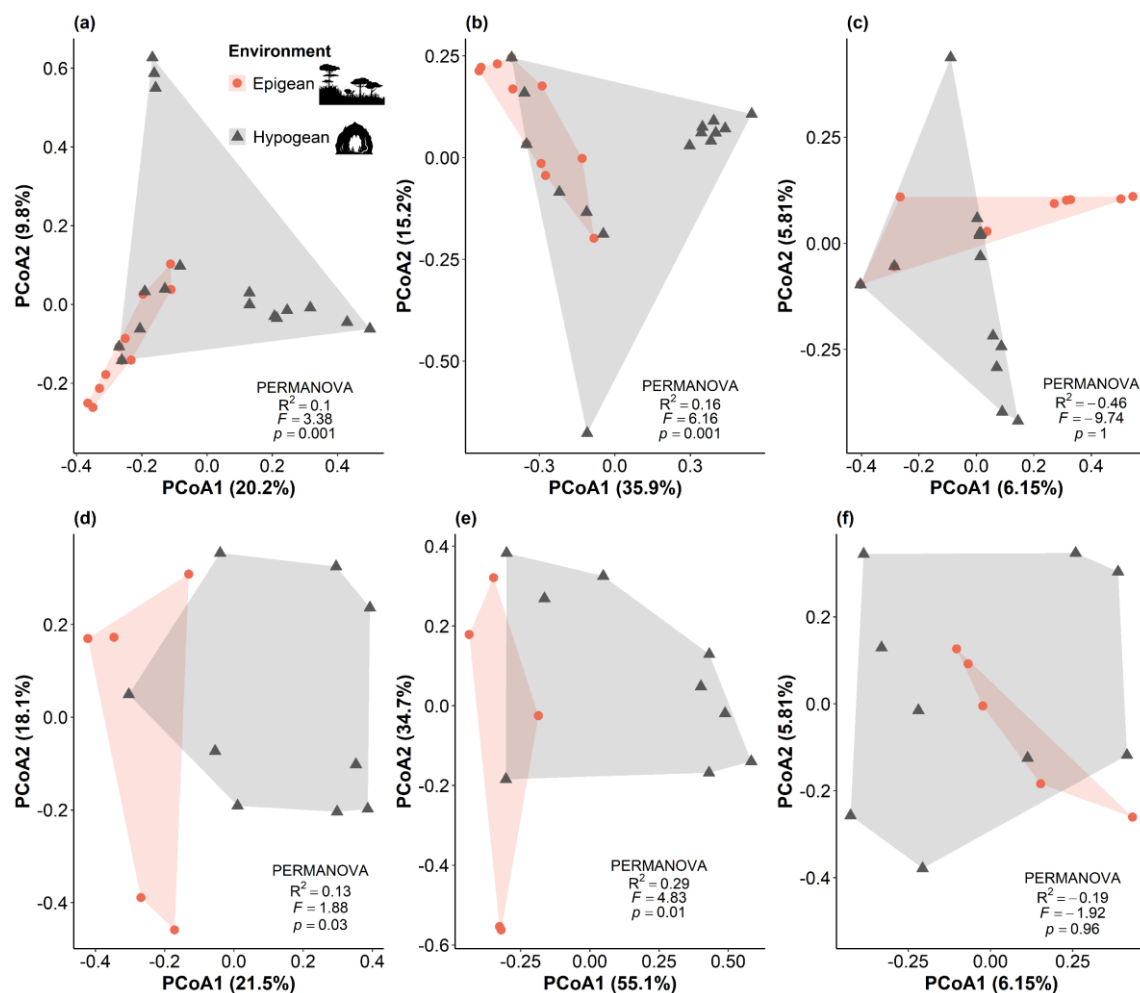 (a)
Environment
Epigean
Hypogean
0.6
0.4
0.2
0.0
-0.2
PCoA2 (9.8%)
PERMANOVA
R² = 0.1
F = 3.38
p = 0.001
-0.4 -0.2 0.0 0.2 0.4
PCoA1 (20.2%)
(b)
0.25
0.00
-0.25
-0.50
PCoA2 (15.2%)
PERMANOVA
R² = 0.16
F = 6.16
p = 0.001
-0.3 0.0 0.3
PCoA1 (35.9%)
(c)
0.25
0.00
-0.25
PCoA2 (5.81%)
PERMANOVA
R² = −0.46
F = −9.74
p = 1
-0.4 -0.2 0.0 0.2 0.4
PCoA1 (6.15%)
(d)
0.2
0.0
-0.2
-0.4
PCoA2 (18.1%)
PERMANOVA
R² = 0.13
F = 1.88
p = 0.03
-0.4 -0.2 0.0 0.2 0.4
PCoA1 (21.5%)
(e)
0.4
0.2
0.0
-0.2
-0.4
-0.6
PCoA2 (34.7%)
PERMANOVA
R² = 0.29
F = 4.83
p = 0.01
-0.25 0.00 0.25 0.50
PCoA1 (55.1%)
(f)
0.2
0.0
-0.2
-0.4
PCoA2 (5.81%)
PERMANOVA
R² = −0.19
F = −1.92
p = 0.96
-0.25 0.00 0.25
PCoA1 (6.15%)